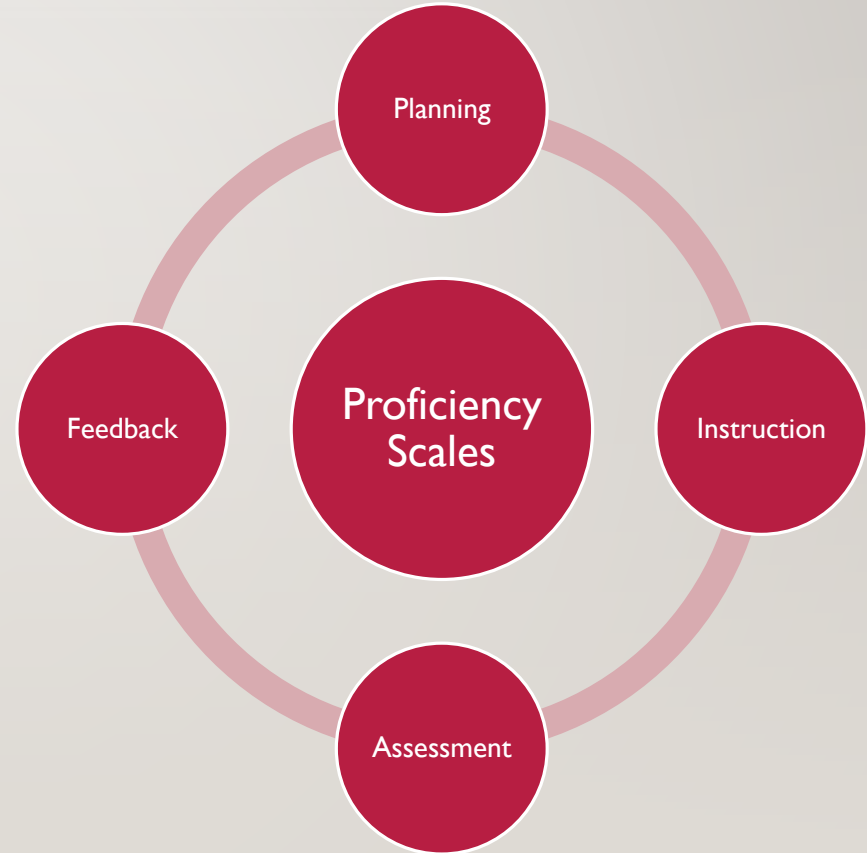 Planning
Feedback
Proficiency
Scales
Instruction
Assessment